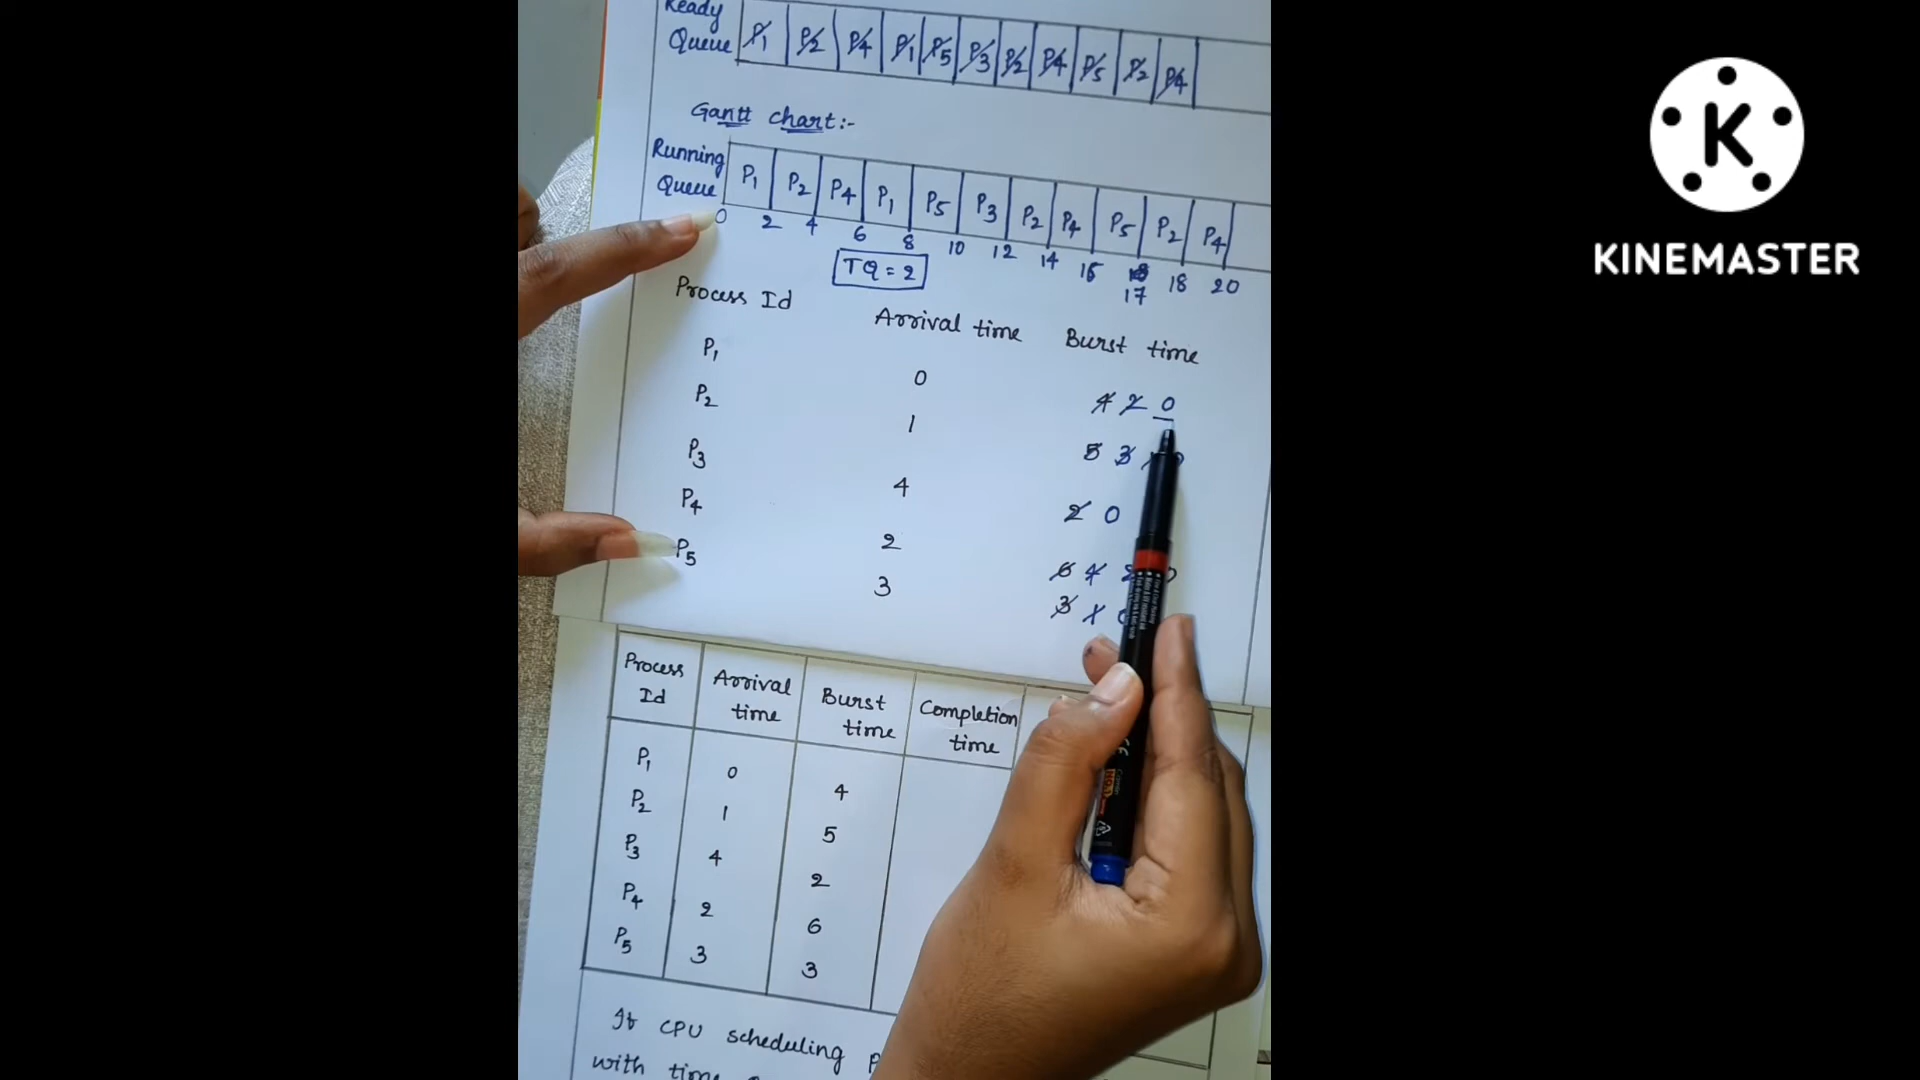 Ready
Queue P1 P2 P4 P1 P5 P3 P2 P4 P5 P2 P4
Gantt chart:-
Running
Queue P1 P2 P4 P1 P5 P3 P2 P4 P5 P2 P4
0 2 4 6 8 10 12 14 16 17 18 20
TQ = 2
Process Id Arrival time Burst time
P1 0 4 2 0
P2 1 5 3
P3 4 2 0
P4 2 6 4 2 0
P5 3 3 1 0
Process Id Arrival time Burst time Completion time
P1 0 4
P2 1 5
P3 4 2
P4 2 6
P5 3 3
If CPU scheduling
with time
K
KINEMASTER